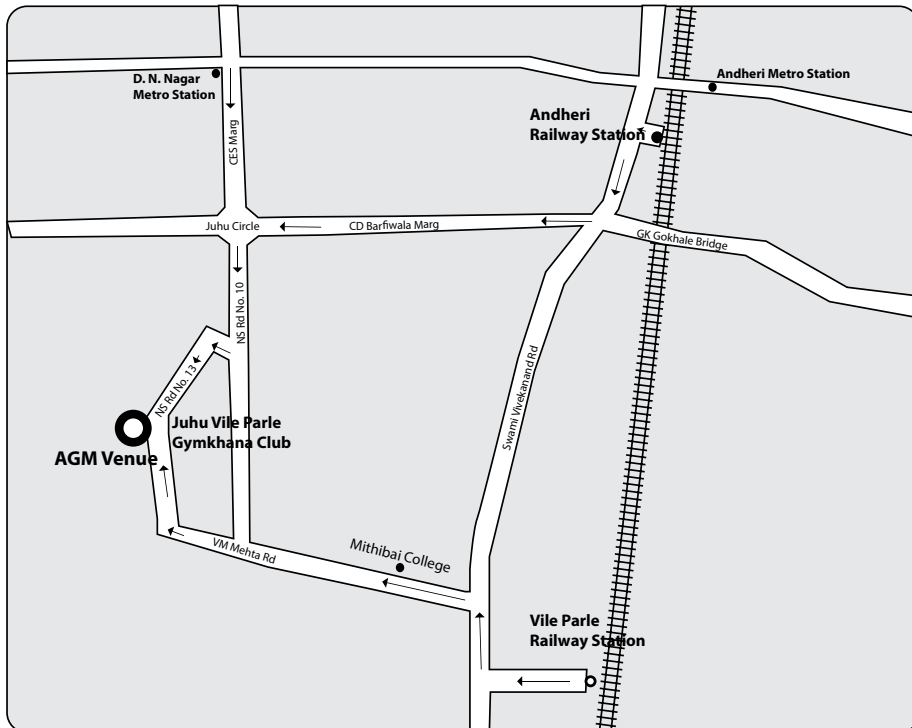 D. N. Nagar
Metro Station
Andheri Metro Station
Andheri
Railway Station
CES Marg
Juhu Circle
CD Barfiwala Marg
GK Gokhale Bridge
NS Rd No. 10
NS Rd No. 13
Swami Vivekanand Rd
Juhu Vile Parle
Gymkhana Club
AGM Venue
VM Mehta Rd
Mithibai College
Vile Parle
Railway Station